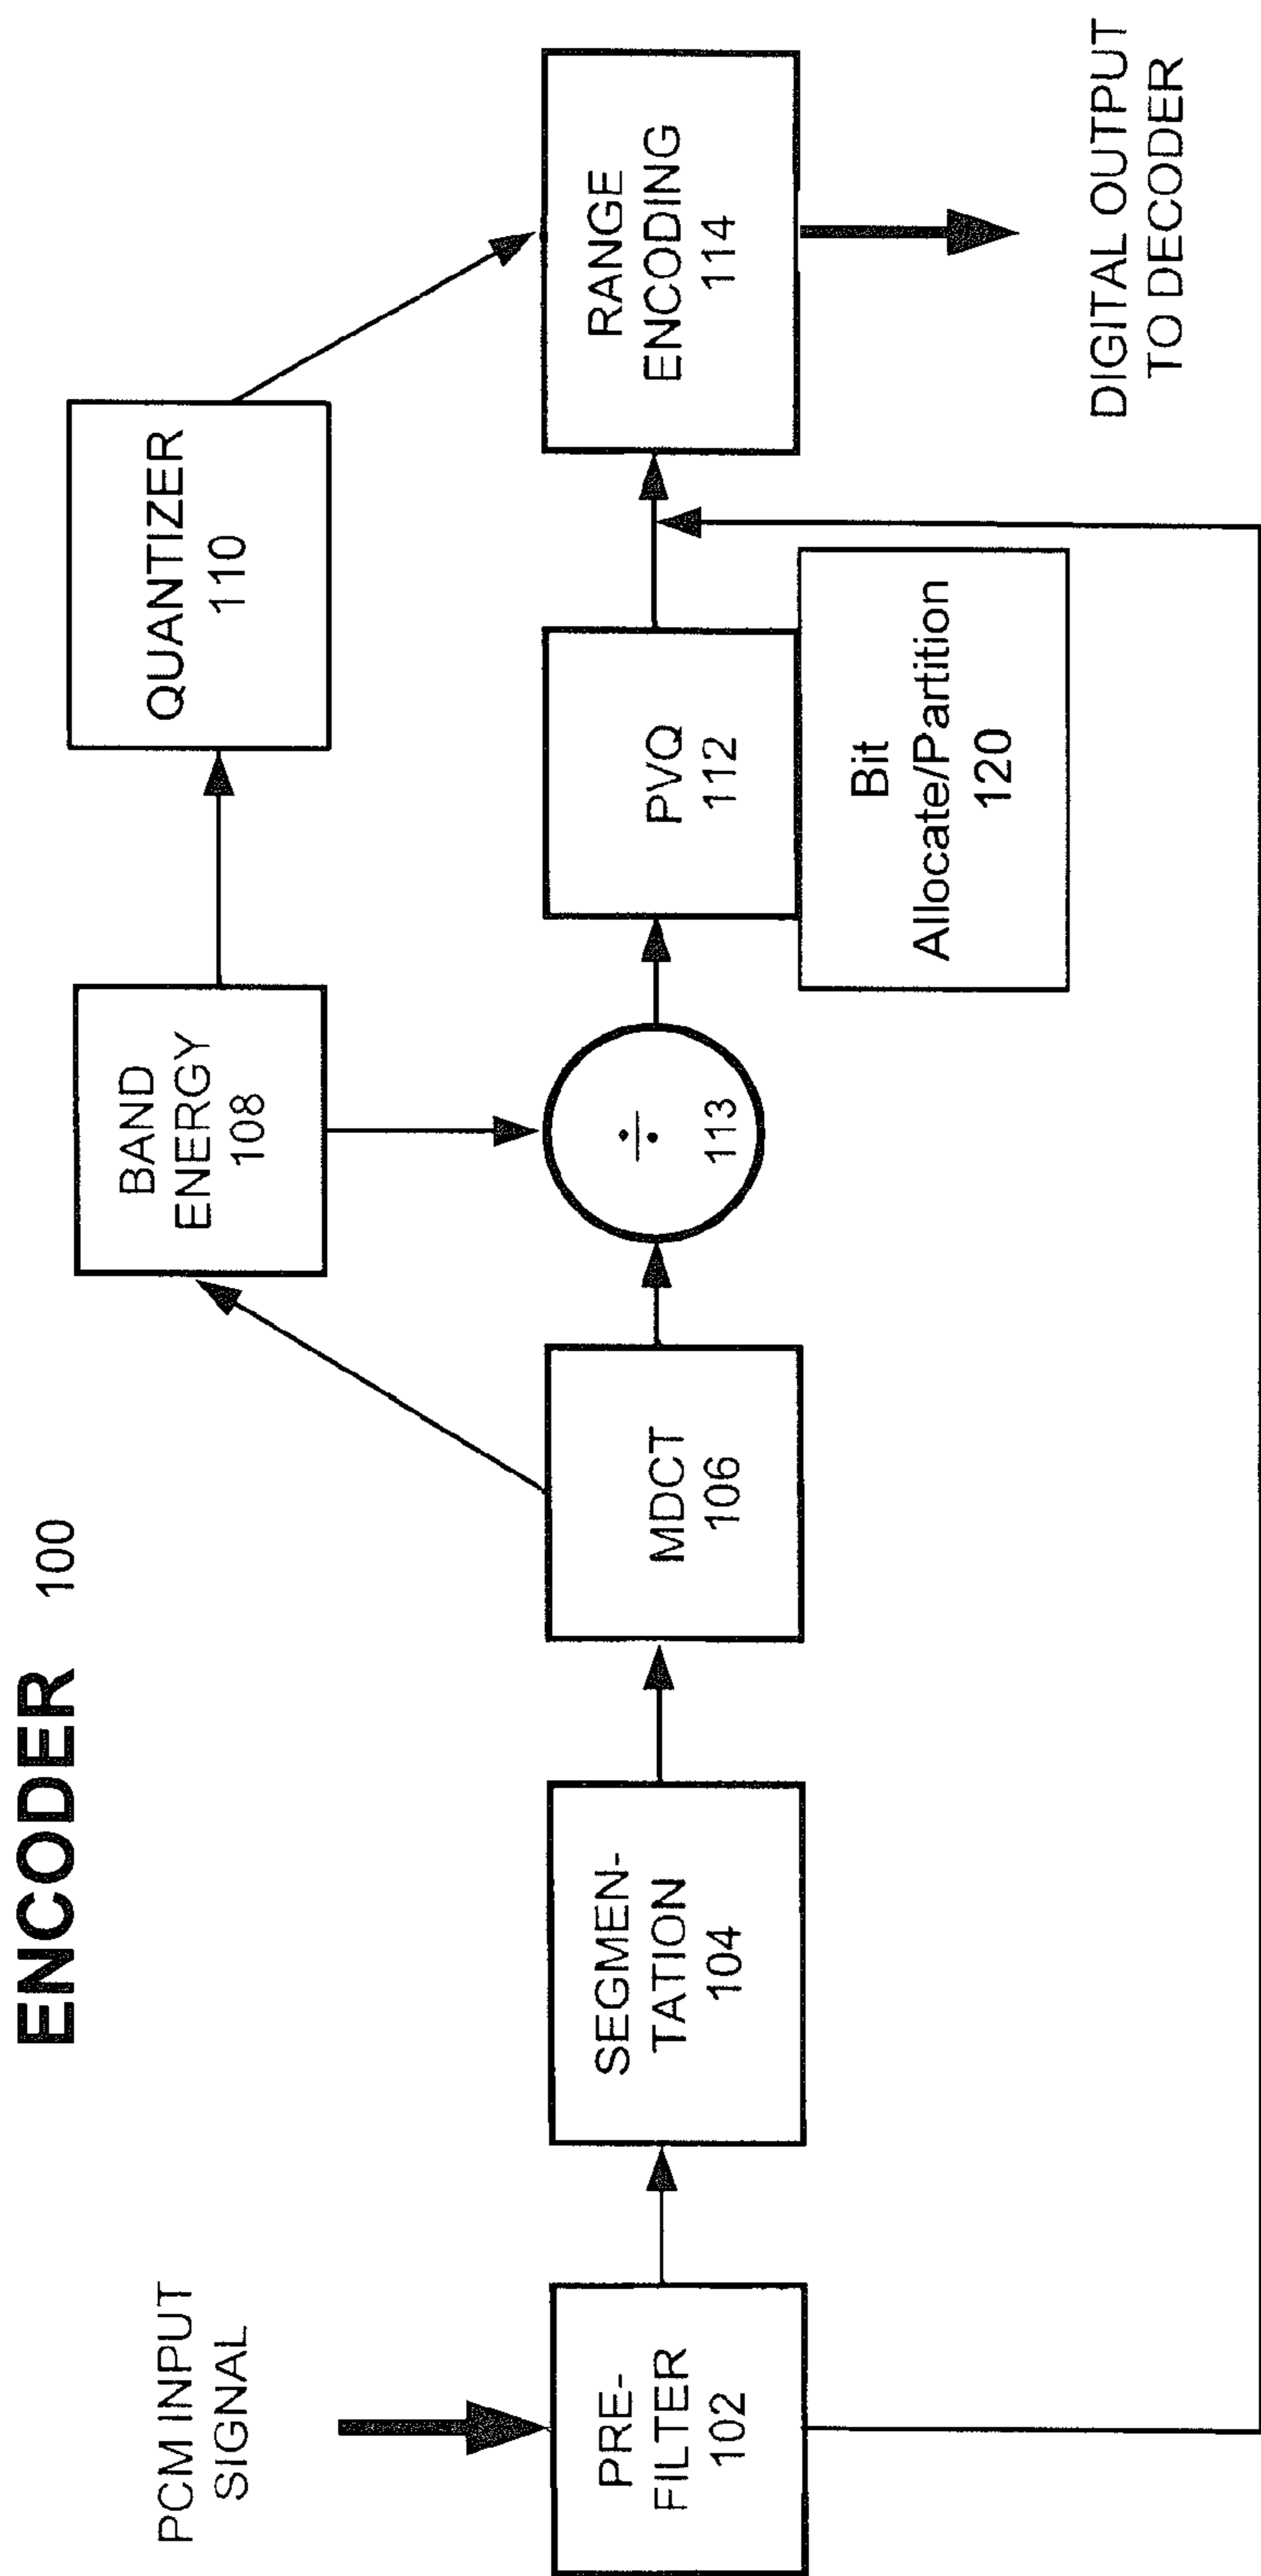 ENCODER 100
PCM INPUT
SIGNAL
PRE-
FILTER
102
SEGMEN-
TATION
104
MDCT
106
BAND
ENERGY
108
÷
113
QUANTIZER
110
PVQ
112
Bit
Allocate/Partition
120
RANGE
ENCODING
114
DIGITAL OUTPUT
TO DECODER